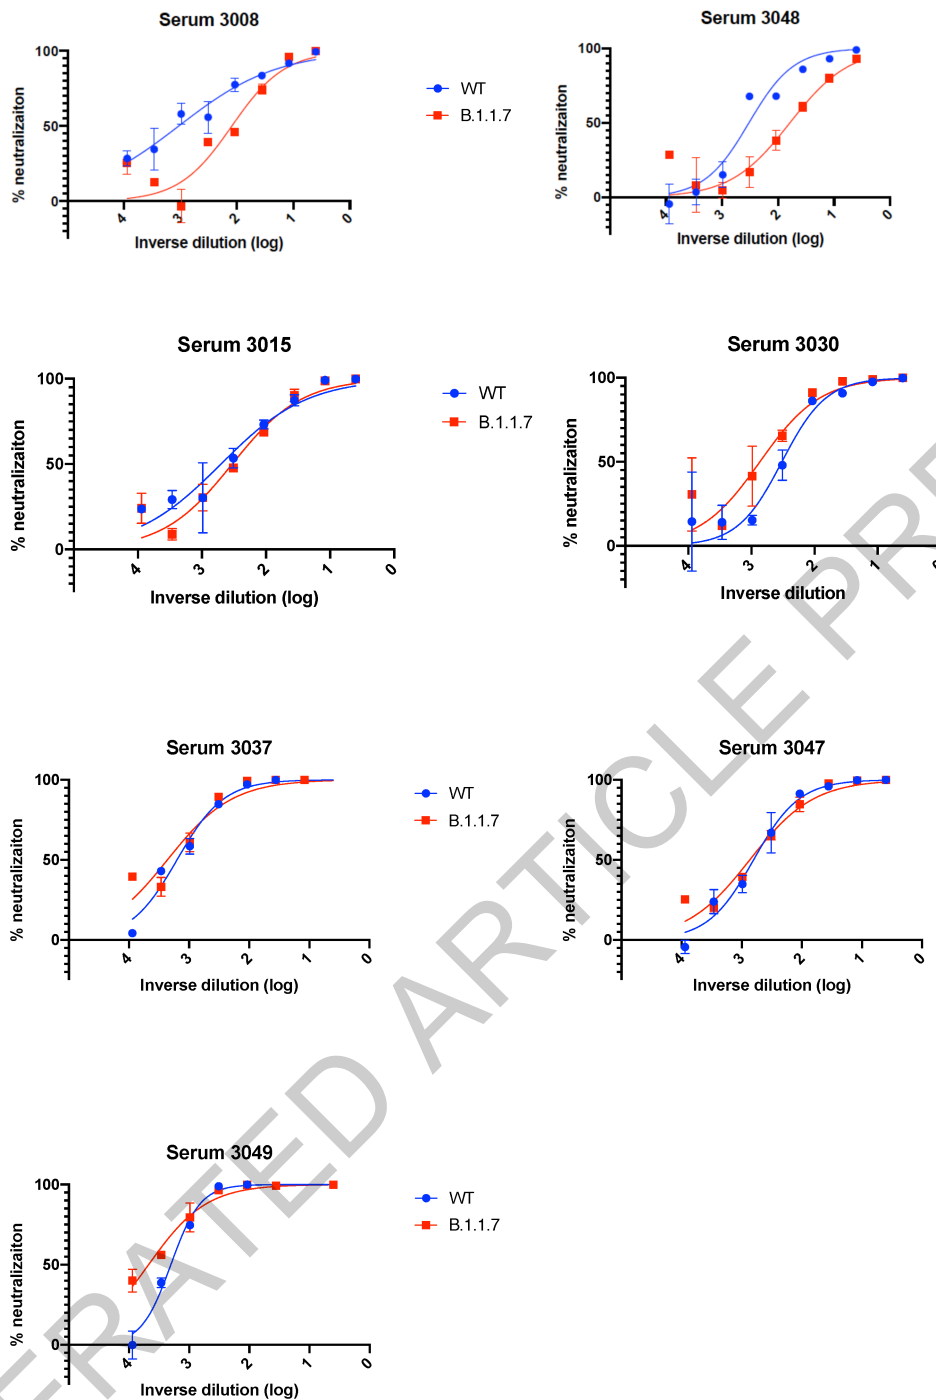 Serum 3008
% neutralizaiton
100
50
0
4 3 2 1 0
Inverse dilution (log)
WT
B.1.1.7
Serum 3048
% neutralizaiton
100
50
0
4 3 2 1 0
Inverse dilution (log)
Serum 3015
% neutralizaiton
100
50
0
4 3 2 1 0
Inverse dilution (log)
WT
B.1.1.7
Serum 3030
% neutralizaiton
100
50
0
4 3 2 1 0
Inverse dilution
Serum 3037
% neutralizaiton
100
50
0
4 3 2 1 0
Inverse dilution (log)
WT
B.1.1.7
Serum 3047
% neutralizaiton
100
50
0
4 3 2 1 0
Inverse dilution (log)
Serum 3049
% neutralizaiton
100
50
0
4 3 2 1 0
Inverse dilution (log)
WT
B.1.1.7
ERATED ARTICLE PRE